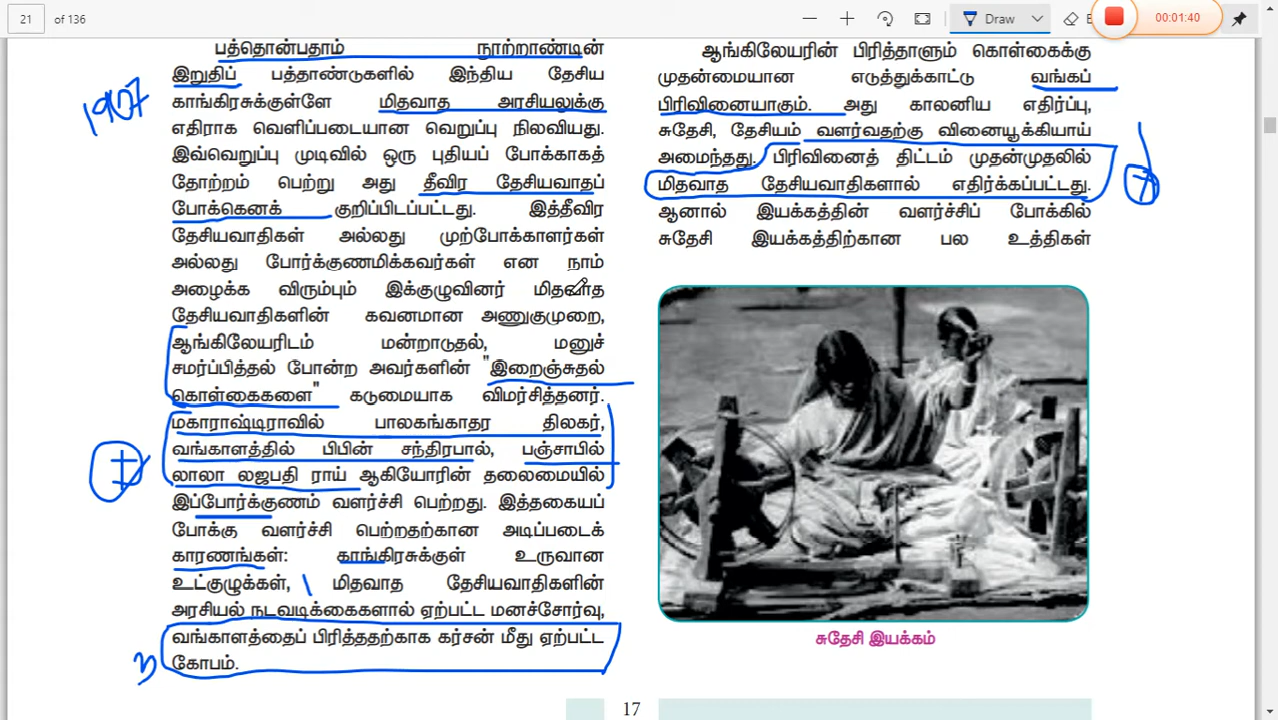 21 of 136
Draw
00:01:40
பத்தொன்பதாம் நூற்றாண்டின்
இறுதிப் பத்தாண்டுகளில் இந்திய தேசிய
காங்கிரசுக்குள்ளே மிதவாத அரசியலுக்கு
எதிராக வெளிப்படையான வெறுப்பு நிலவியது.
இவ்வெறுப்பு முடிவில் ஒரு புதியப் போக்காகத்
தோற்றம் பெற்று அது தீவிர தேசியவாதப்
போக்கெனக் குறிப்பிடப்பட்டது. இத்தீவிர
தேசியவாதிகள் அல்லது முற்போக்காளர்கள்
அல்லது போர்க்குணமிக்கவர்கள் என நாம்
அழைக்க விரும்பும் இக்குழுவினர் மிதவாத
தேசியவாதிகளின் கவனமான அணுகுமுறை,
ஆங்கிலேயரிடம் மன்றாடுதல், மனுச்
சமர்ப்பித்தல் போன்ற அவர்களின் "இறைஞ்சுதல்
கொள்கைகளை" கடுமையாக விமர்சித்தனர்.
மகாராஷ்டிராவில் பாலகங்காதர திலகர்,
வங்காளத்தில் பிபின் சந்திரபால், பஞ்சாபில்
லாலா லஜபதி ராய் ஆகியோரின் தலைமையில்
இப்போர்க்குணம் வளர்ச்சி பெற்றது. இத்தகையப்
போக்கு வளர்ச்சி பெற்றதற்கான அடிப்படைக்
காரணங்கள்: காங்கிரசுக்குள் உருவான
உட்குழுக்கள், மிதவாத தேசியவாதிகளின்
அரசியல் நடவடிக்கைகளால் ஏற்பட்ட மனச்சோர்வு,
வங்காளத்தைப் பிரித்ததற்காக கர்சன் மீது ஏற்பட்ட
கோபம்.
1907
ஆங்கிலேயரின் பிரித்தாளும் கொள்கைக்கு
முதன்மையான எடுத்துக்காட்டு வங்கப்
பிரிவினையாகும். அது காலனிய எதிர்ப்பு,
சுதேசி, தேசியம் வளர்வதற்கு வினையூக்கியாய்
அமைந்தது. பிரிவினைத் திட்டம் முதன்முதலில்
மிதவாத தேசியவாதிகளால் எதிர்க்கப்பட்டது.
ஆனால் இயக்கத்தின் வளர்ச்சிப் போக்கில்
சுதேசி இயக்கத்திற்கான பல உத்திகள்
சுதேசி இயக்கம்
17